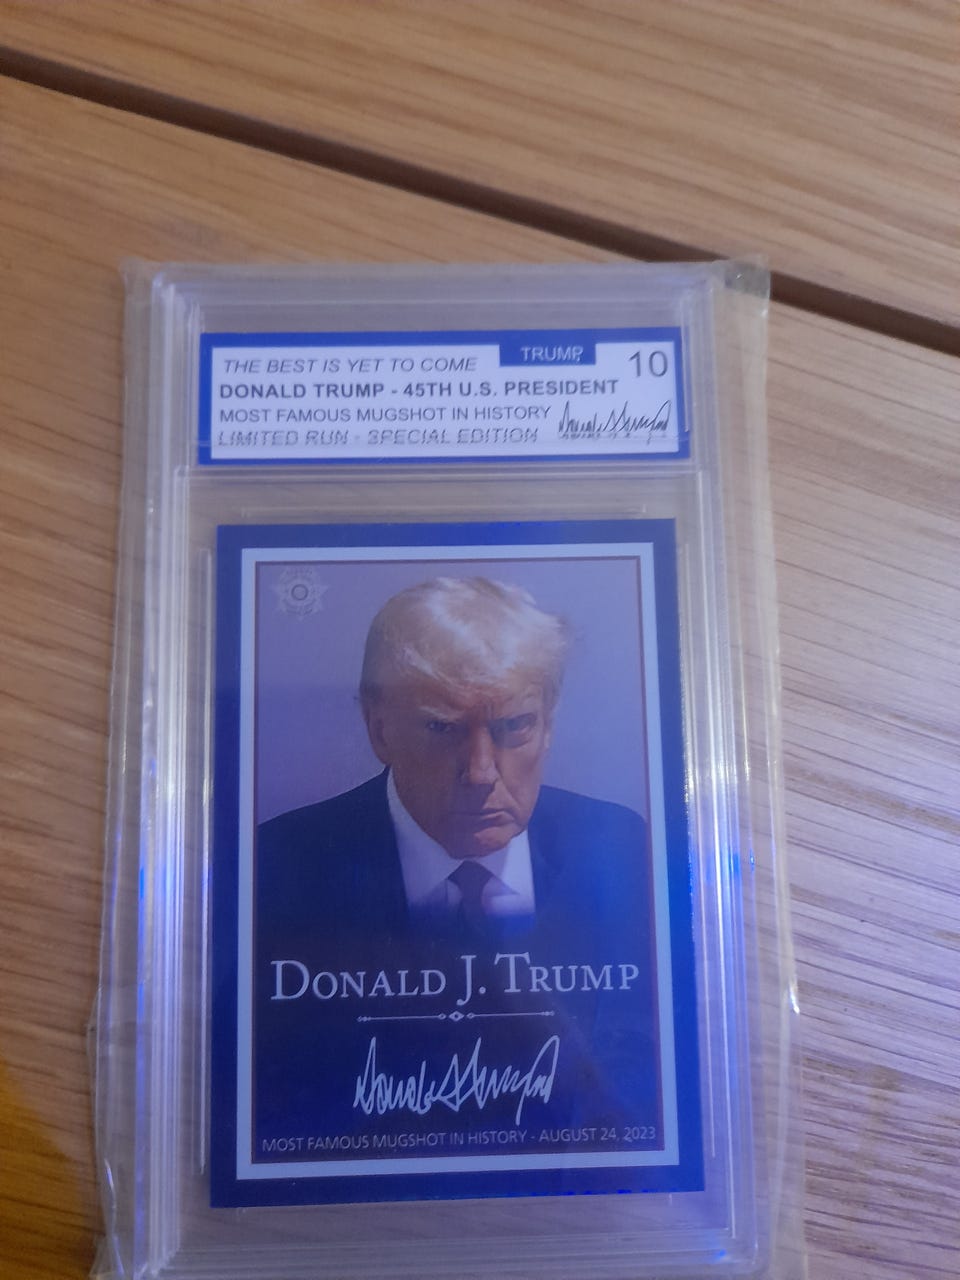 THE BEST IS YET TO COME
TRUMP
10
DONALD TRUMP - 45TH U.S. PRESIDENT
MOST FAMOUS MUGSHOT IN HISTORY
LIMITED RUN - SPECIAL EDITION
DONALD J. TRUMP
MOST FAMOUS MUGSHOT IN HISTORY - AUGUST 24, 2023